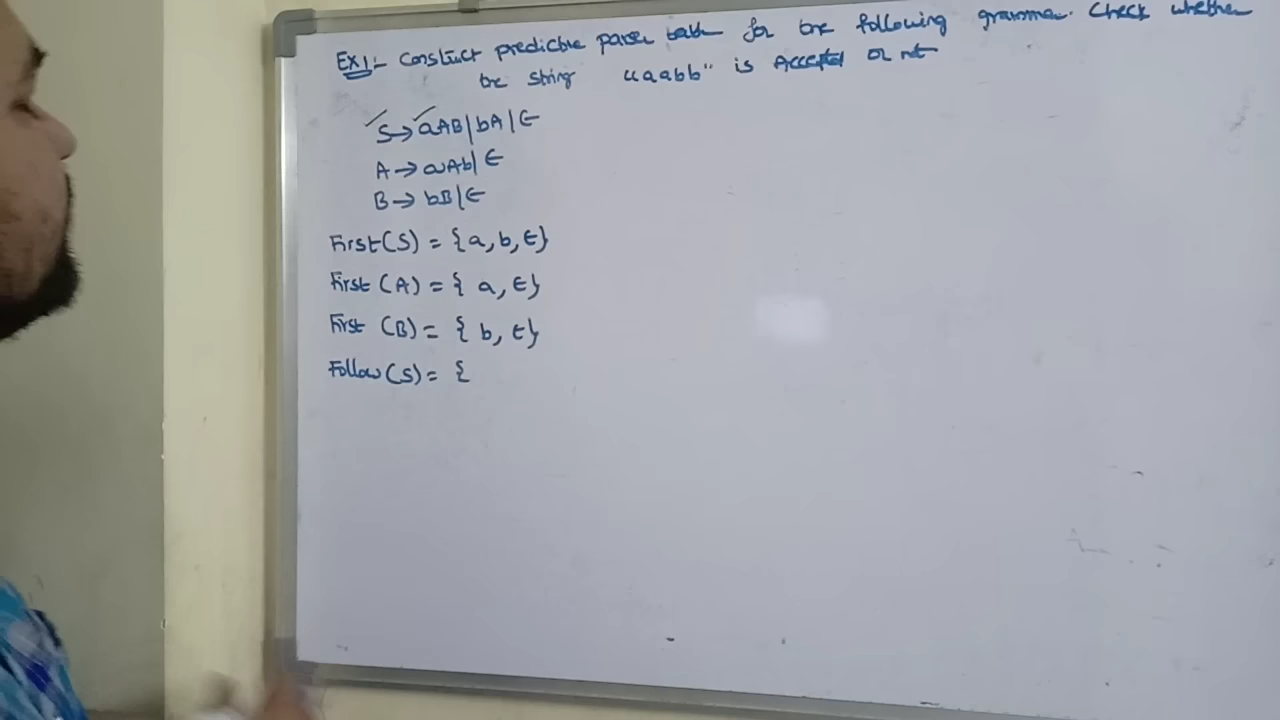 Ex1:- Construct predictive parser table for the following grammar. Check whether
the string "aabb" is Accepted or not
S → aAB|bA|ϵ
A → aAb|ϵ
B → bB|ϵ
First(S) = {a, b, ϵ}
First (A) = { a, ϵ}
First (B) = { b, ϵ}
Follow(S) = {